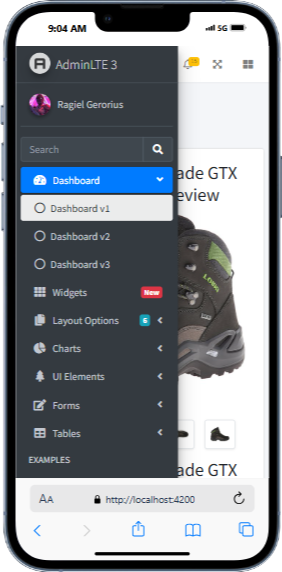 9:04 AM
5G
AdminLTE 3
Ragiel Gerorius
Search
Dashboard
Dashboard v1
Dashboard v2
Dashboard v3
Widgets New
Layout Options 6
Charts
UI Elements
Forms
Tables
EXAMPLES
ade GTX
eview
LOWA
ade GTX
AA
http://localhost:4200